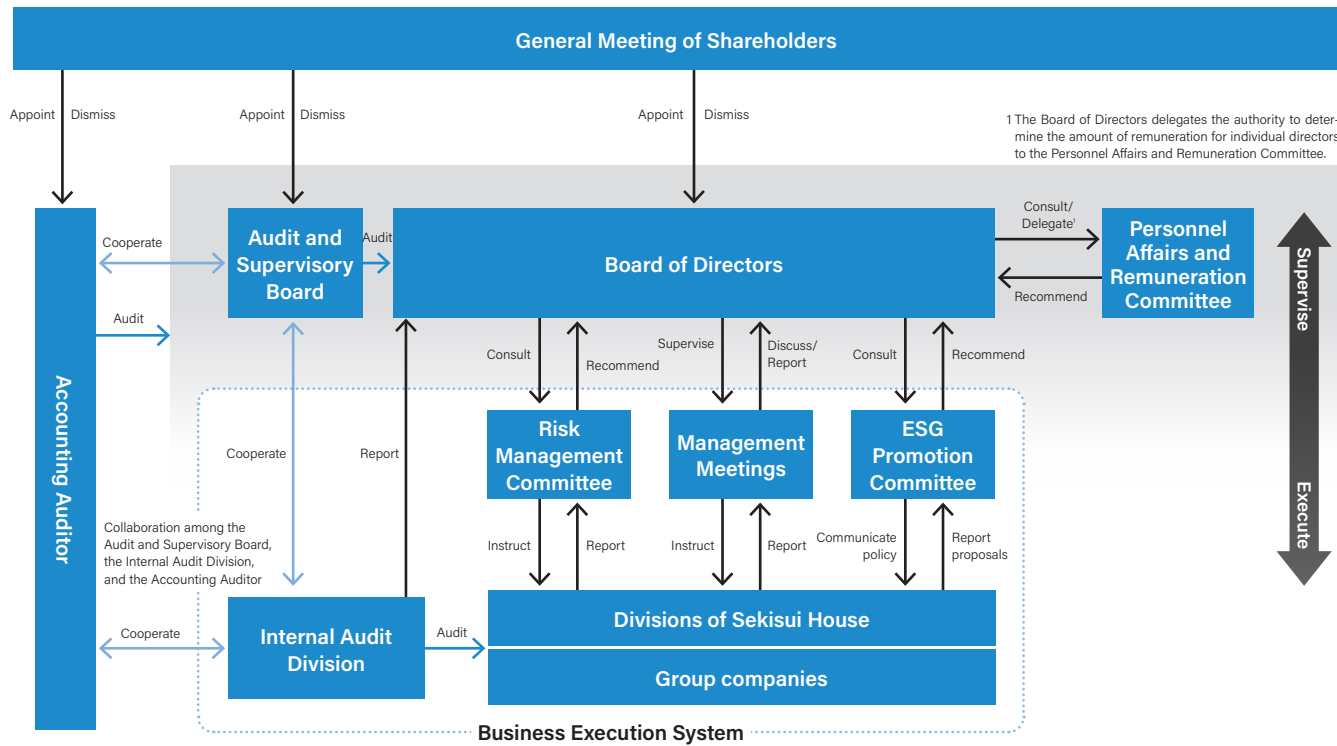 General Meeting of Shareholders
Appoint Dismiss
Appoint Dismiss
Appoint Dismiss
1 The Board of Directors delegates the authority to deter-
mine the amount of remuneration for individual directors
to the Personnel Affairs and Remuneration Committee.
Accounting Auditor
Cooperate
Audit
Audit and
Supervisory
Board
Audit
Board of Directors
Consult/
Delegate¹
Recommend
Personnel
Affairs and
Remuneration
Committee
Supervise
Execute
Consult
Recommend
Supervise
Discuss/
Report
Consult
Recommend
Cooperate
Report
Risk
Management
Committee
Management
Meetings
ESG
Promotion
Committee
Collaboration among the
Audit and Supervisory Board,
the Internal Audit Division,
and the Accounting Auditor
Instruct
Report
Instruct
Report
Communicate
policy
Report
proposals
Cooperate
Internal Audit
Division
Audit
Divisions of Sekisui House
Group companies
Business Execution System